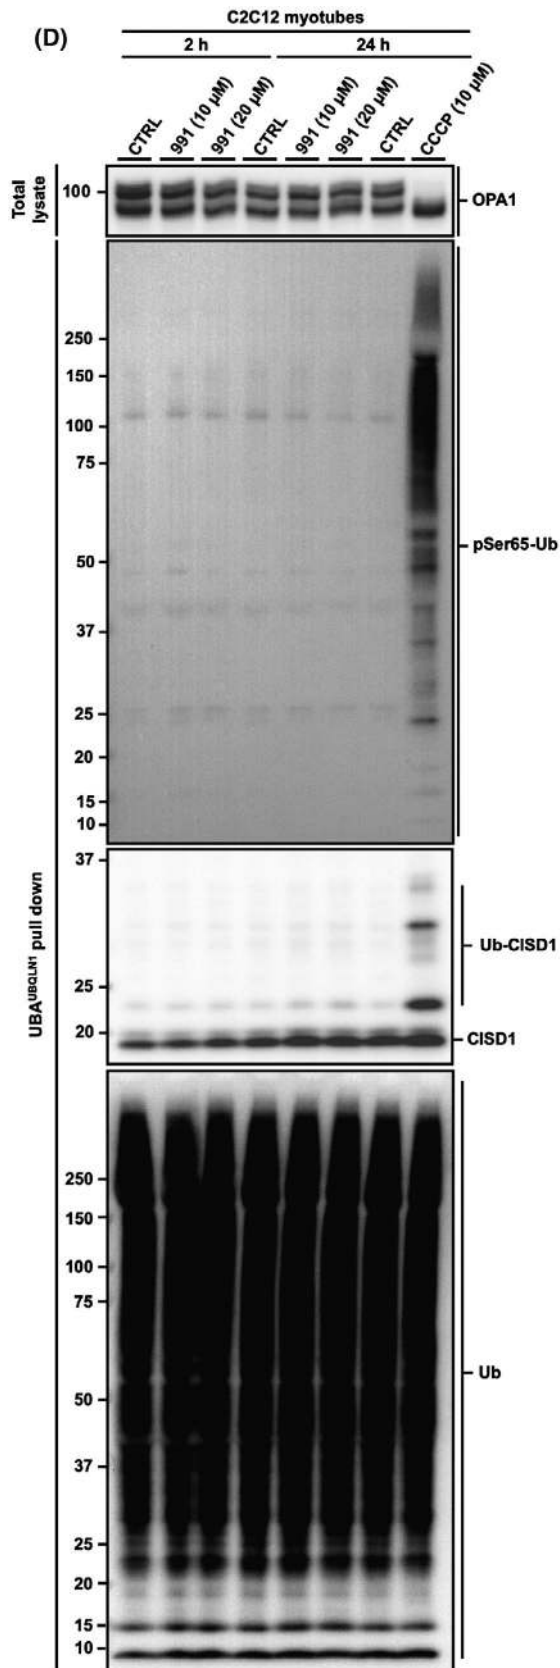 (D)
C2C12 myotubes
2 h
24 h
CTRL
991 (10 µM)
991 (20 µM)
CTRL
991 (10 µM)
991 (20 µM)
CTRL
CCCP (10 µM)
Total
lysate
100
OPA1
UBA^UBQLN1 pull down
250
150
100
75
50
37
25
20
15
10
pSer65-Ub
37
25
20
Ub-CISD1
CISD1
250
150
100
75
50
37
25
20
15
10
Ub